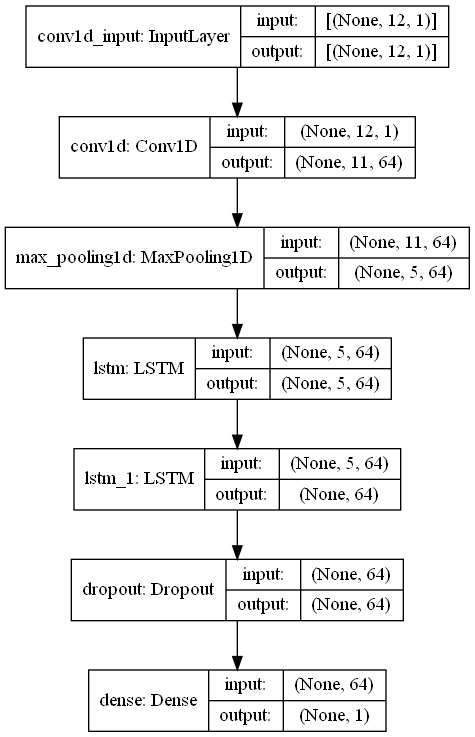 conv1d_input: InputLayer
input:
[(None, 12, 1)]
output:
[(None, 12, 1)]
conv1d: Conv1D
input:
(None, 12, 1)
output:
(None, 11, 64)
max_pooling1d: MaxPooling1D
input:
(None, 11, 64)
output:
(None, 5, 64)
lstm: LSTM
input:
(None, 5, 64)
output:
(None, 5, 64)
lstm_1: LSTM
input:
(None, 5, 64)
output:
(None, 64)
dropout: Dropout
input:
(None, 64)
output:
(None, 64)
dense: Dense
input:
(None, 64)
output:
(None, 1)